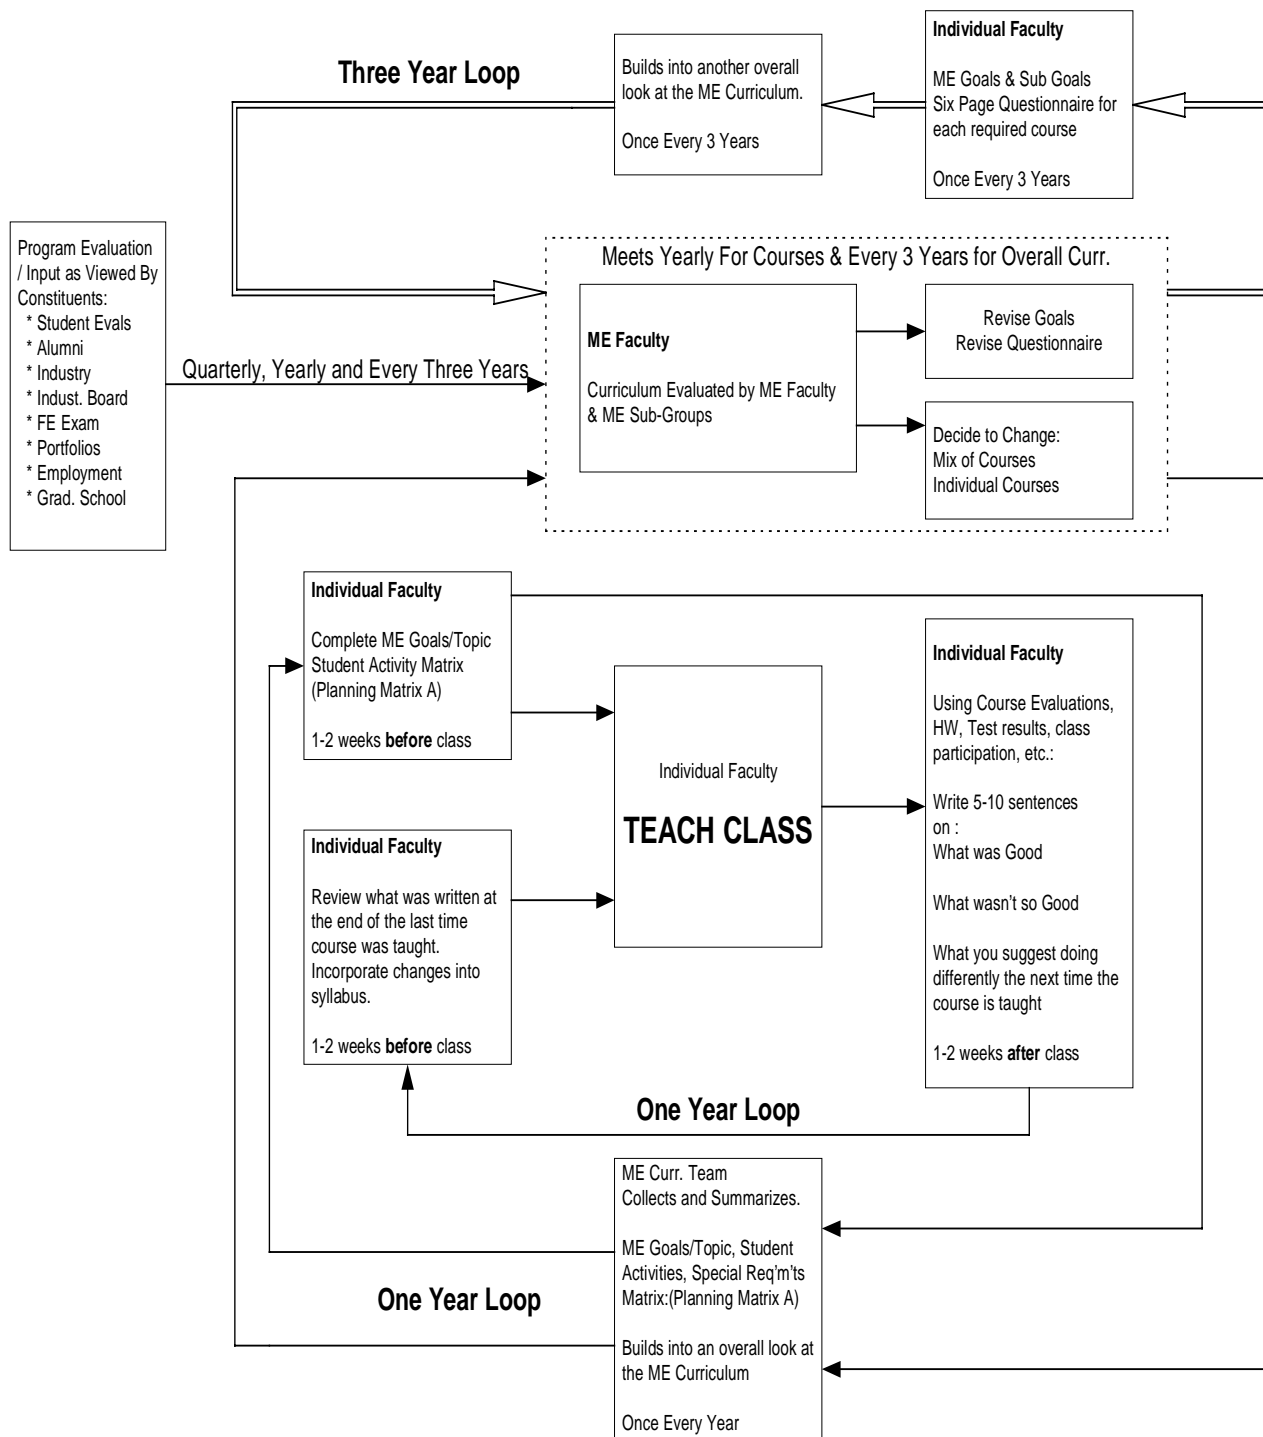 Three Year Loop
Builds into another overall
look at the ME Curriculum.
Once Every 3 Years
Individual Faculty
ME Goals & Sub Goals
Six Page Questionnaire for
each required course
Once Every 3 Years
Program Evaluation
/ Input as Viewed By
Constituents:
* Student Evals
* Alumni
* Industry
* Indust. Board
* FE Exam
* Portfolios
* Employment
* Grad. School
Quarterly, Yearly and Every Three Years
Meets Yearly For Courses & Every 3 Years for Overall Curr.
ME Faculty
Curriculum Evaluated by ME Faculty
& ME Sub-Groups
Revise Goals
Revise Questionnaire
Decide to Change:
Mix of Courses
Individual Courses
Individual Faculty
Complete ME Goals/Topic
Student Activity Matrix
(Planning Matrix A)
1-2 weeks before class
Individual Faculty
Review what was written at
the end of the last time
course was taught.
Incorporate changes into
syllabus.
1-2 weeks before class
Individual Faculty
TEACH CLASS
Individual Faculty
Using Course Evaluations,
HW, Test results, class
participation, etc.:
Write 5-10 sentences
on :
What was Good
What wasn't so Good
What you suggest doing
differently the next time the
course is taught
1-2 weeks after class
One Year Loop
ME Curr. Team
Collects and Summarizes.
ME Goals/Topic, Student
Activities, Special Req'm'ts
Matrix:(Planning Matrix A)
Builds into an overall look at
the ME Curriculum
Once Every Year
One Year Loop